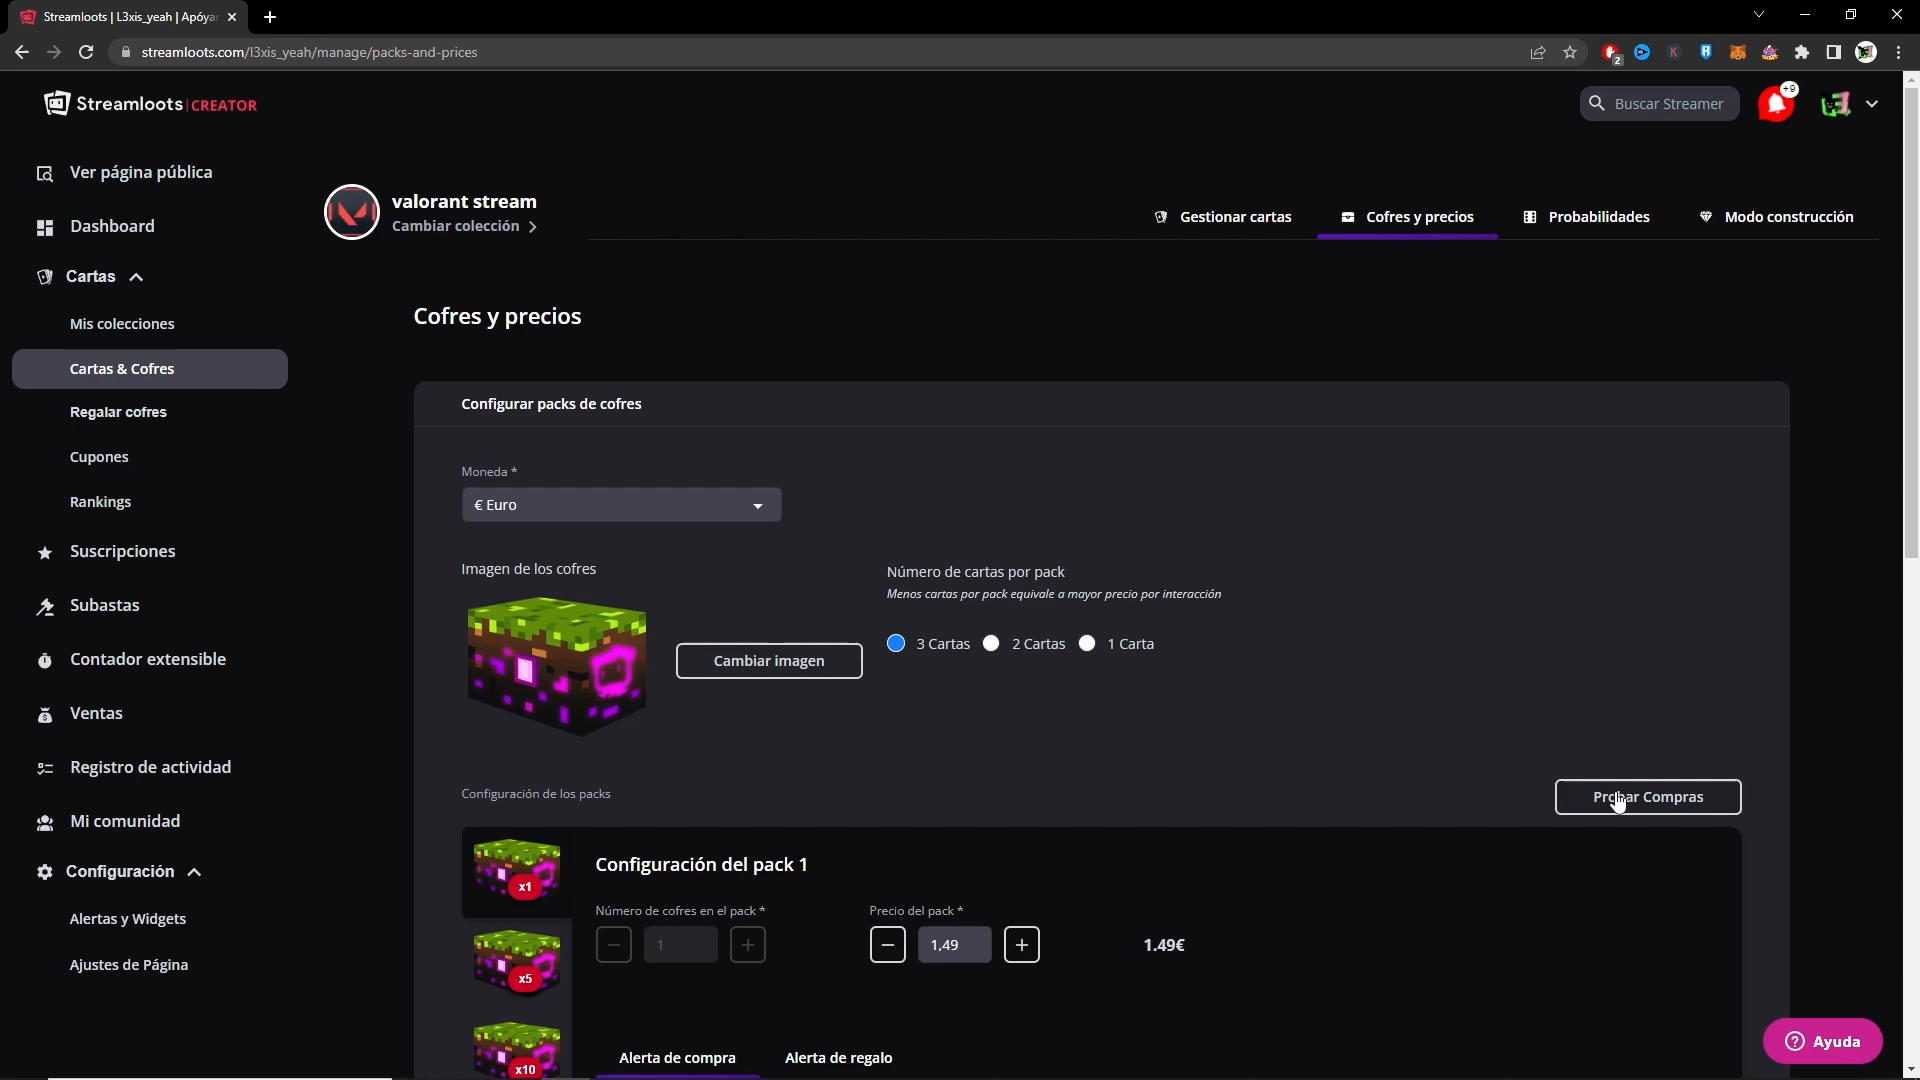 Streamloots | L3xis_yeah | Apóyar
streamloots.com/l3xis_yeah/manage/packs-and-prices
2
K
Streamloots|CREATOR
Buscar Streamer
+9
Ver página pública
Dashboard
Cartas
Mis colecciones
Cartas & Cofres
Regalar cofres
Cupones
Rankings
Suscripciones
Subastas
Contador extensible
Ventas
Registro de actividad
Mi comunidad
Configuración
Alertas y Widgets
Ajustes de Página
valorant stream
Cambiar colección
Gestionar cartas
Cofres y precios
Probabilidades
Modo construcción
Cofres y precios
Configurar packs de cofres
Moneda *
€ Euro
Imagen de los cofres
Cambiar imagen
Número de cartas por pack
Menos cartas por pack equivale a mayor precio por interacción
3 Cartas
2 Cartas
1 Carta
Configuración de los packs
Probar Compras
x1
x5
x10
Configuración del pack 1
Número de cofres en el pack *
Precio del pack *
1
1,49
1.49€
Alerta de compra
Alerta de regalo
Ayuda